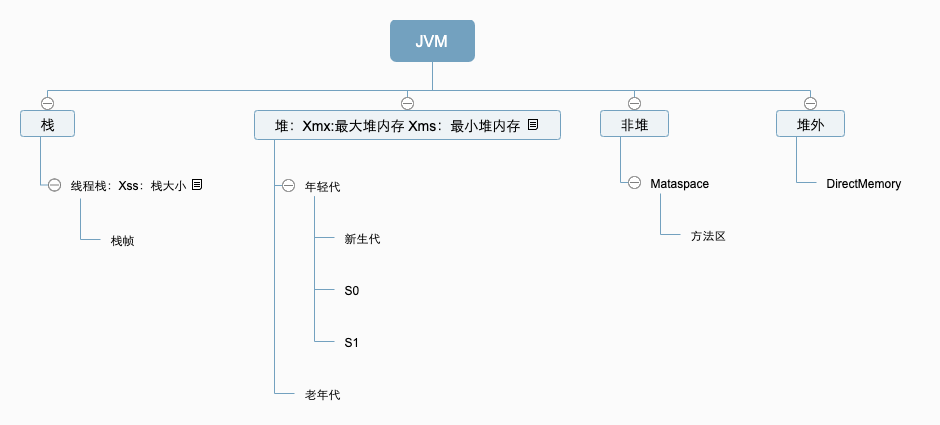 JVM
栈
堆：Xmx:最大堆内存 Xms：最小堆内存
非堆
堆外
线程栈：Xss：栈大小
年轻代
Mataspace
DirectMemory
栈帧
新生代
方法区
S0
S1
老年代